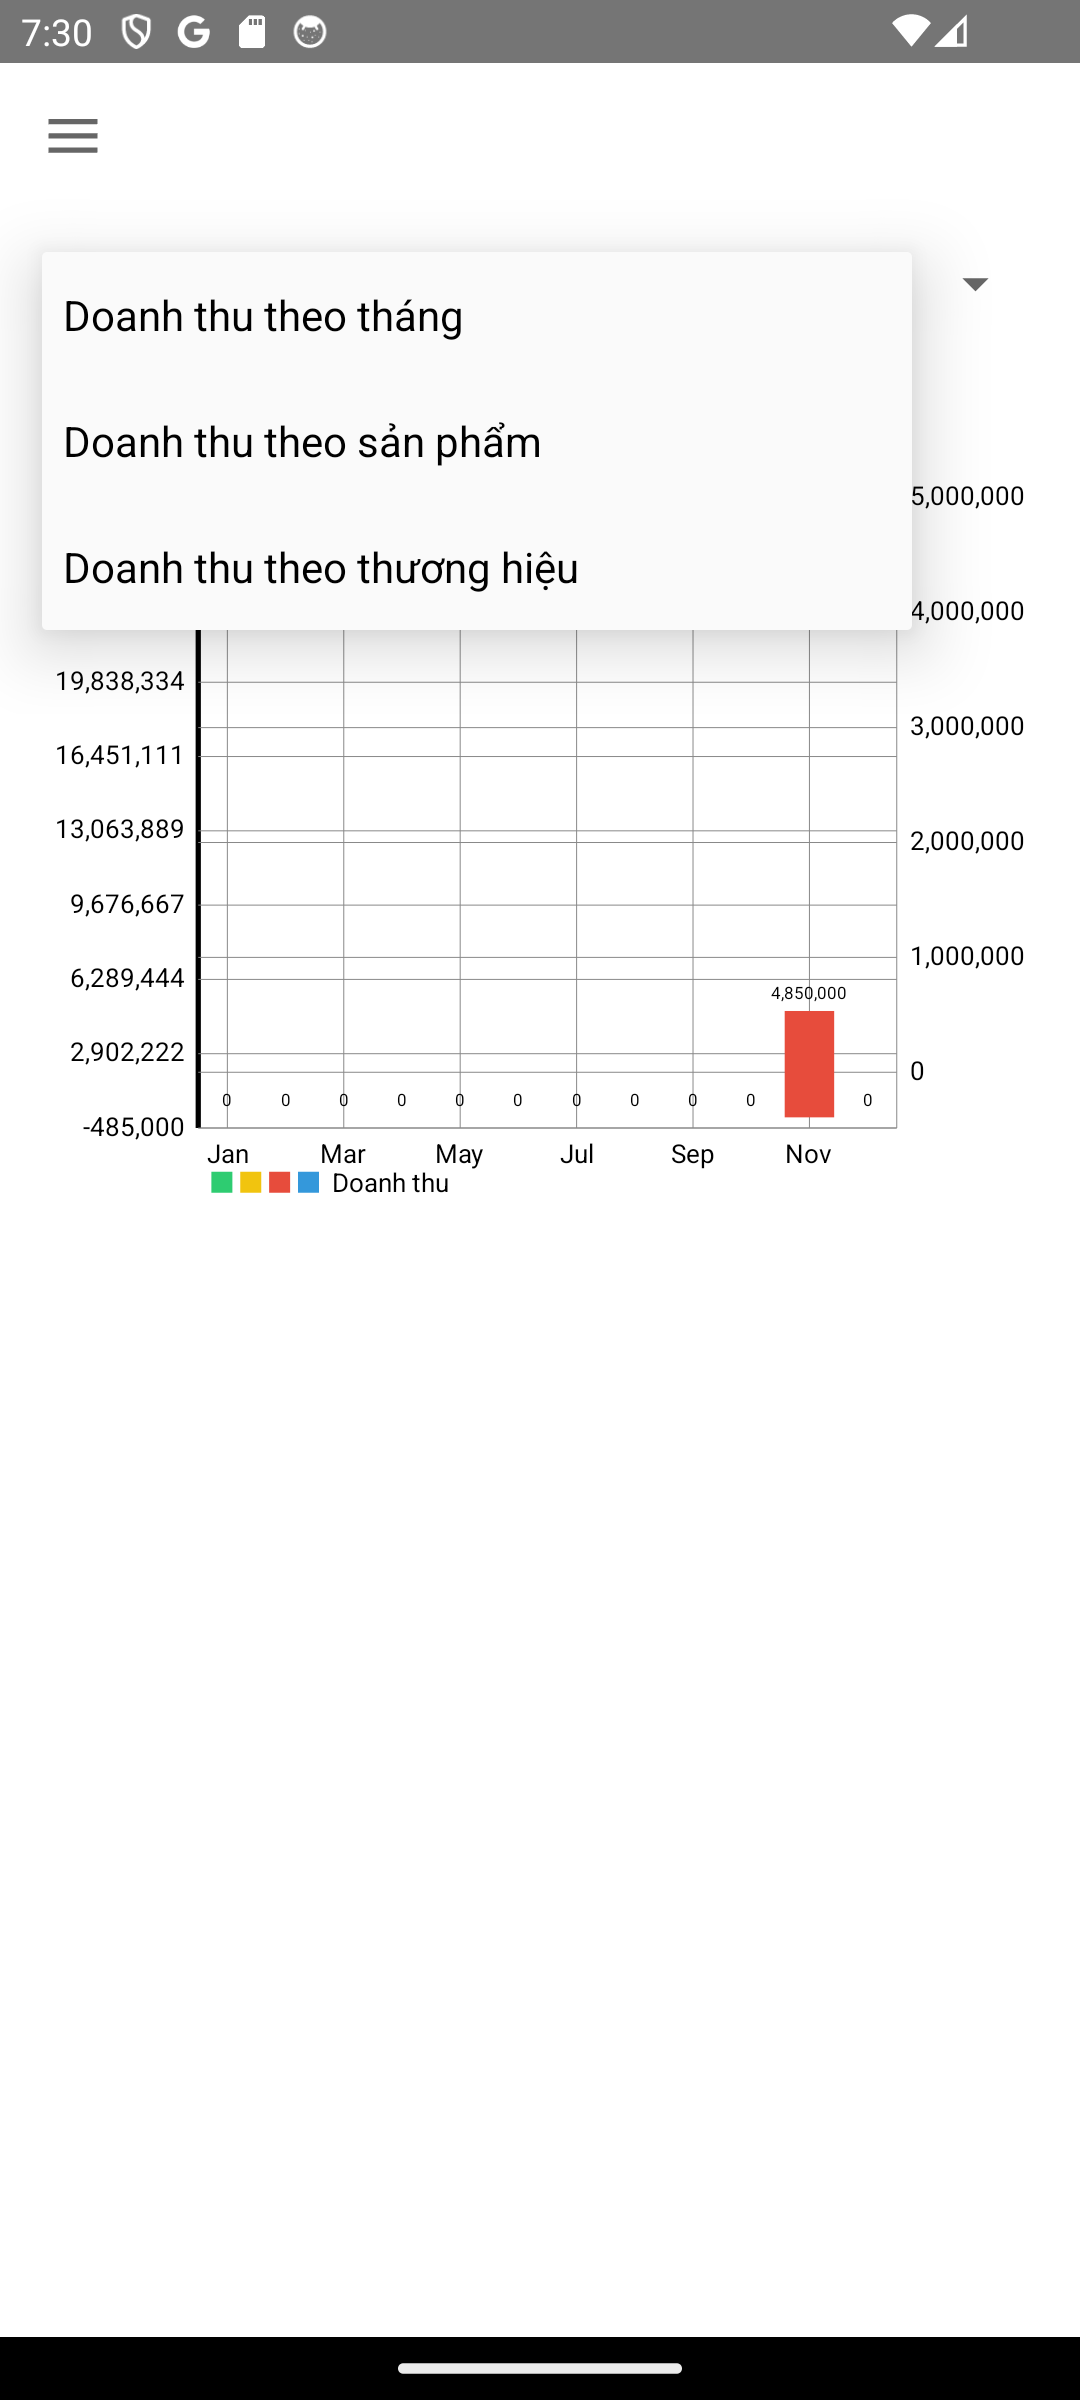 7:30
Doanh thu theo tháng
Doanh thu theo sản phẩm
Doanh thu theo thương hiệu
5,000,000
4,000,000
19,838,334
3,000,000
16,451,111
13,063,889
2,000,000
9,676,667
1,000,000
6,289,444
4,850,000
2,902,222
0
0 0 0 0 0 0 0 0 0 0 0
-485,000
Jan Mar May Jul Sep Nov
Doanh thu